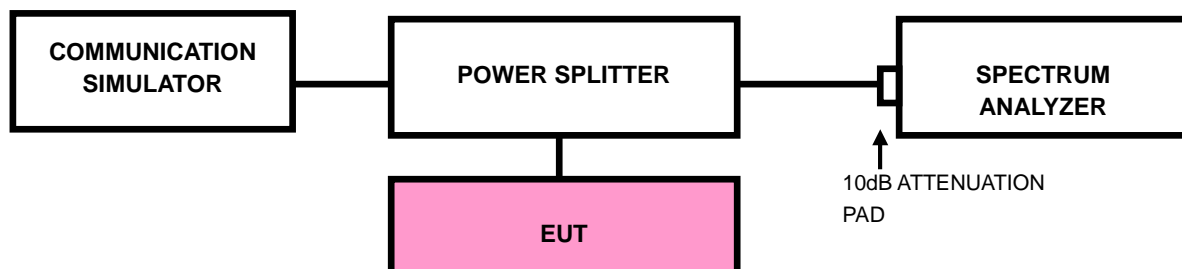 COMMUNICATION
SIMULATOR
POWER SPLITTER
SPECTRUM
ANALYZER
10dB ATTENUATION
PAD
EUT